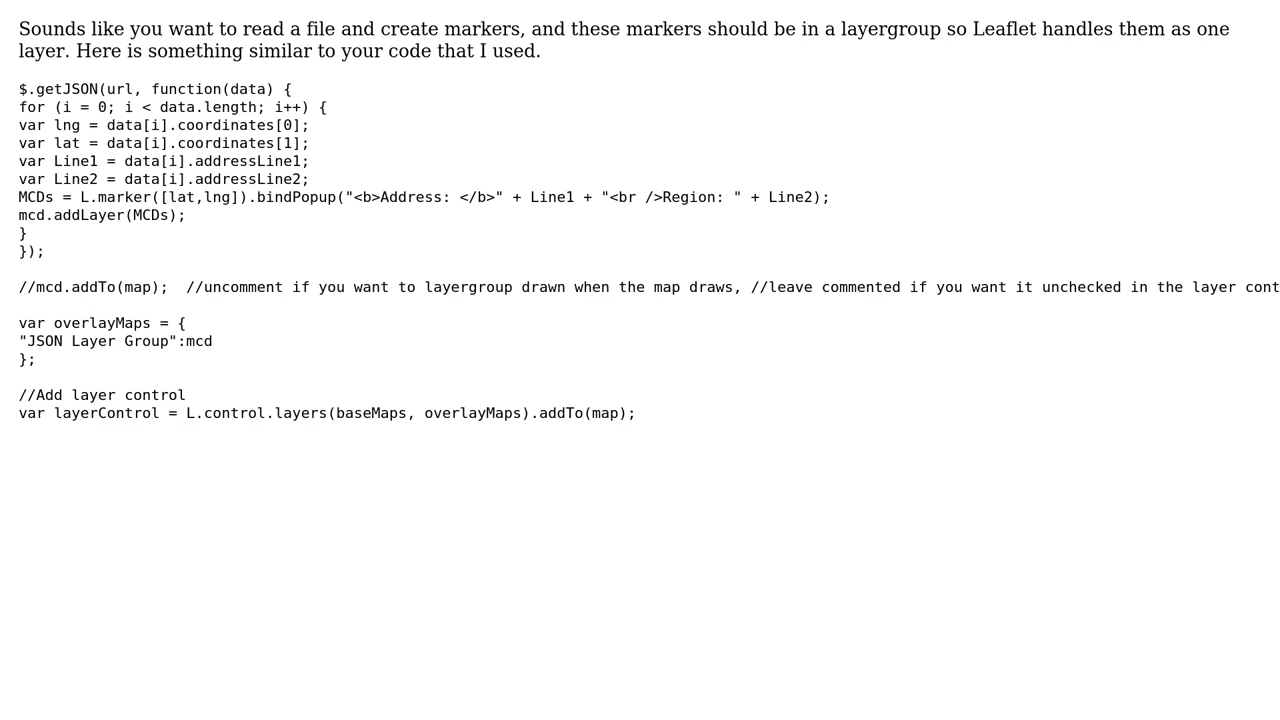 Sounds like you want to read a file and create markers, and these markers should be in a layergroup so Leaflet handles them as one
layer. Here is something similar to your code that I used.
$.getJSON(url, function(data) {
for (i = 0; i < data.length; i++) {
var lng = data[i].coordinates[0];
var lat = data[i].coordinates[1];
var Line1 = data[i].addressLine1;
var Line2 = data[i].addressLine2;
MCDs = L.marker([lat,lng]).bindPopup("<b>Address: </b>" + Line1 + "<br />Region: " + Line2);
mcd.addLayer(MCDs);
}
});
//mcd.addTo(map);  //uncomment if you want to layergroup drawn when the map draws, //leave commented if you want it unchecked in the layer cont
var overlayMaps = {
"JSON Layer Group":mcd
};
//Add layer control
var layerControl = L.control.layers(baseMaps, overlayMaps).addTo(map);